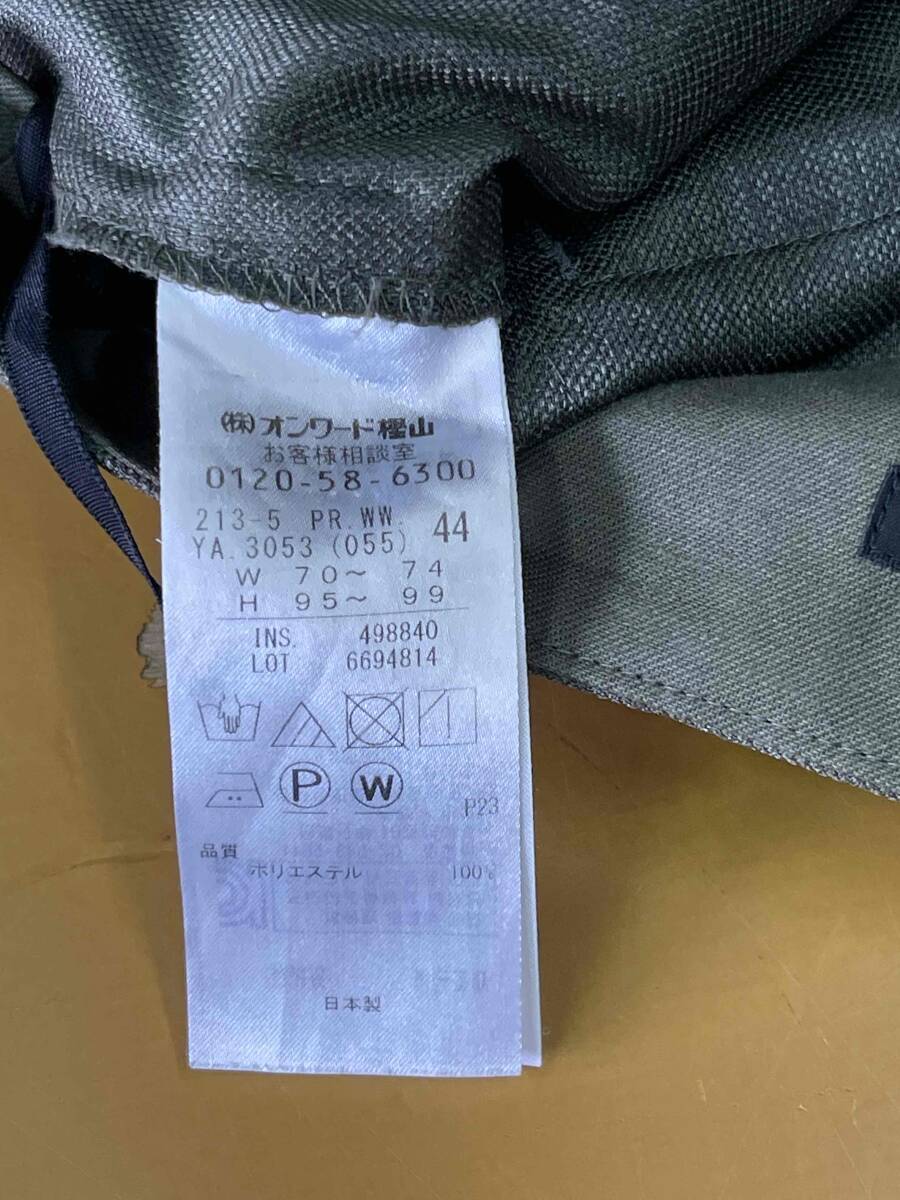 ㈱オンワード樫山
お客様相談室
0120-58-6300
213-5 PR.WW. 44
YA.3053 (055)
W 70～ 74
H 95～ 99
INS. 498840
LOT 6694814
P W
P23
品質
ポリエステル 100%
日本製